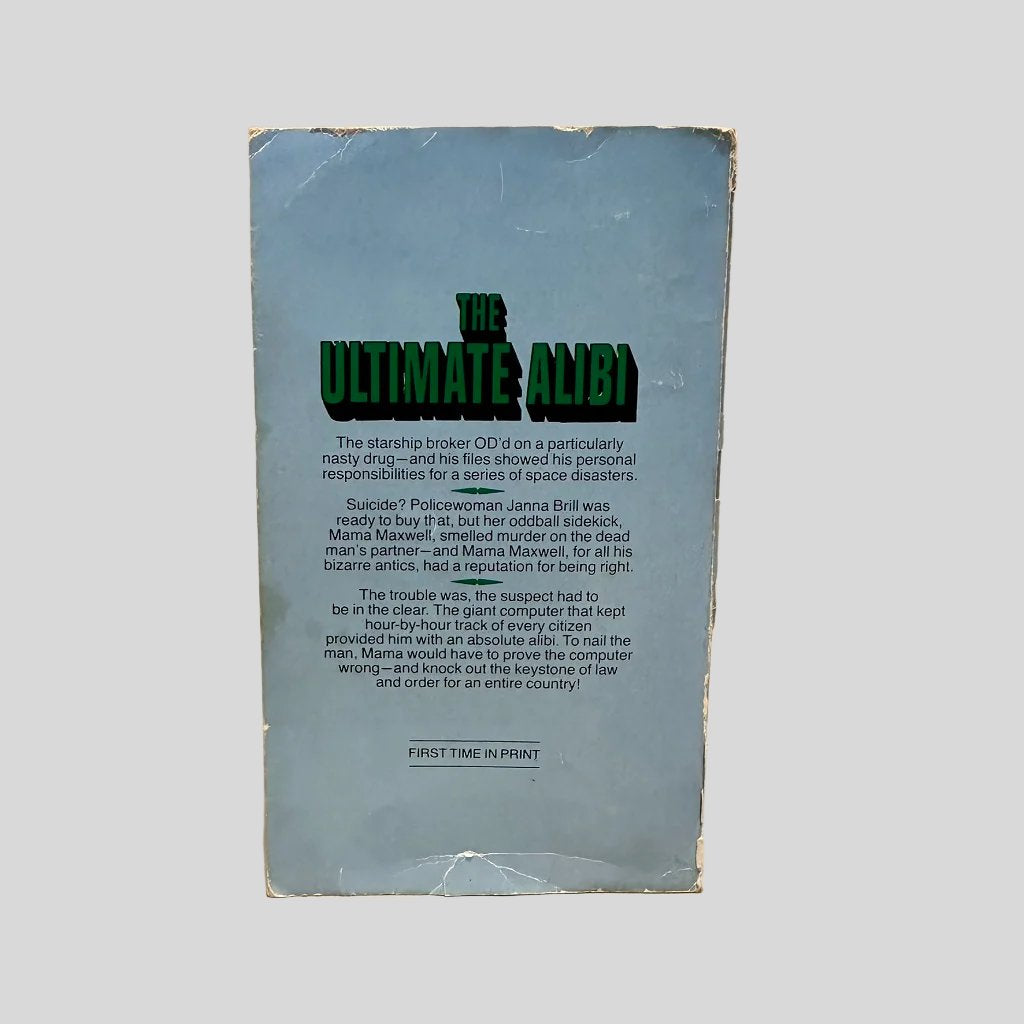 THE
ULTIMATE ALIBI
The starship broker OD'd on a particularly
nasty drug—and his files showed his personal
responsibilities for a series of space disasters.
Suicide? Policewoman Janna Brill was
ready to buy that, but her oddball sidekick,
Mama Maxwell, smelled murder on the dead
man's partner—and Mama Maxwell, for all his
bizarre antics, had a reputation for being right.
The trouble was, the suspect had to
be in the clear. The giant computer that kept
hour-by-hour track of every citizen
provided him with an absolute alibi. To nail the
man, Mama would have to prove the computer
wrong—and knock out the keystone of law
and order for an entire country!
FIRST TIME IN PRINT